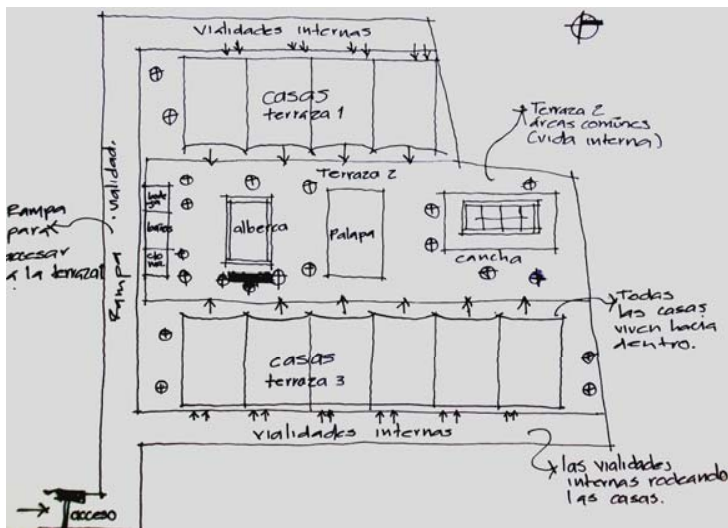 vialidades internas
casas
terraza 1
Terraza 2
áreas comunes
(vida interna)
Terraza 2
Rampa
para
accesar
a la terraza 1
Rampa vialidad.
baños
alberca
Palapa
cancha
Todas
las casas
viven hacia
dentro.
casas
terraza 3
vialidades internas
las vialidades
internas rodeando
las casas.
acceso